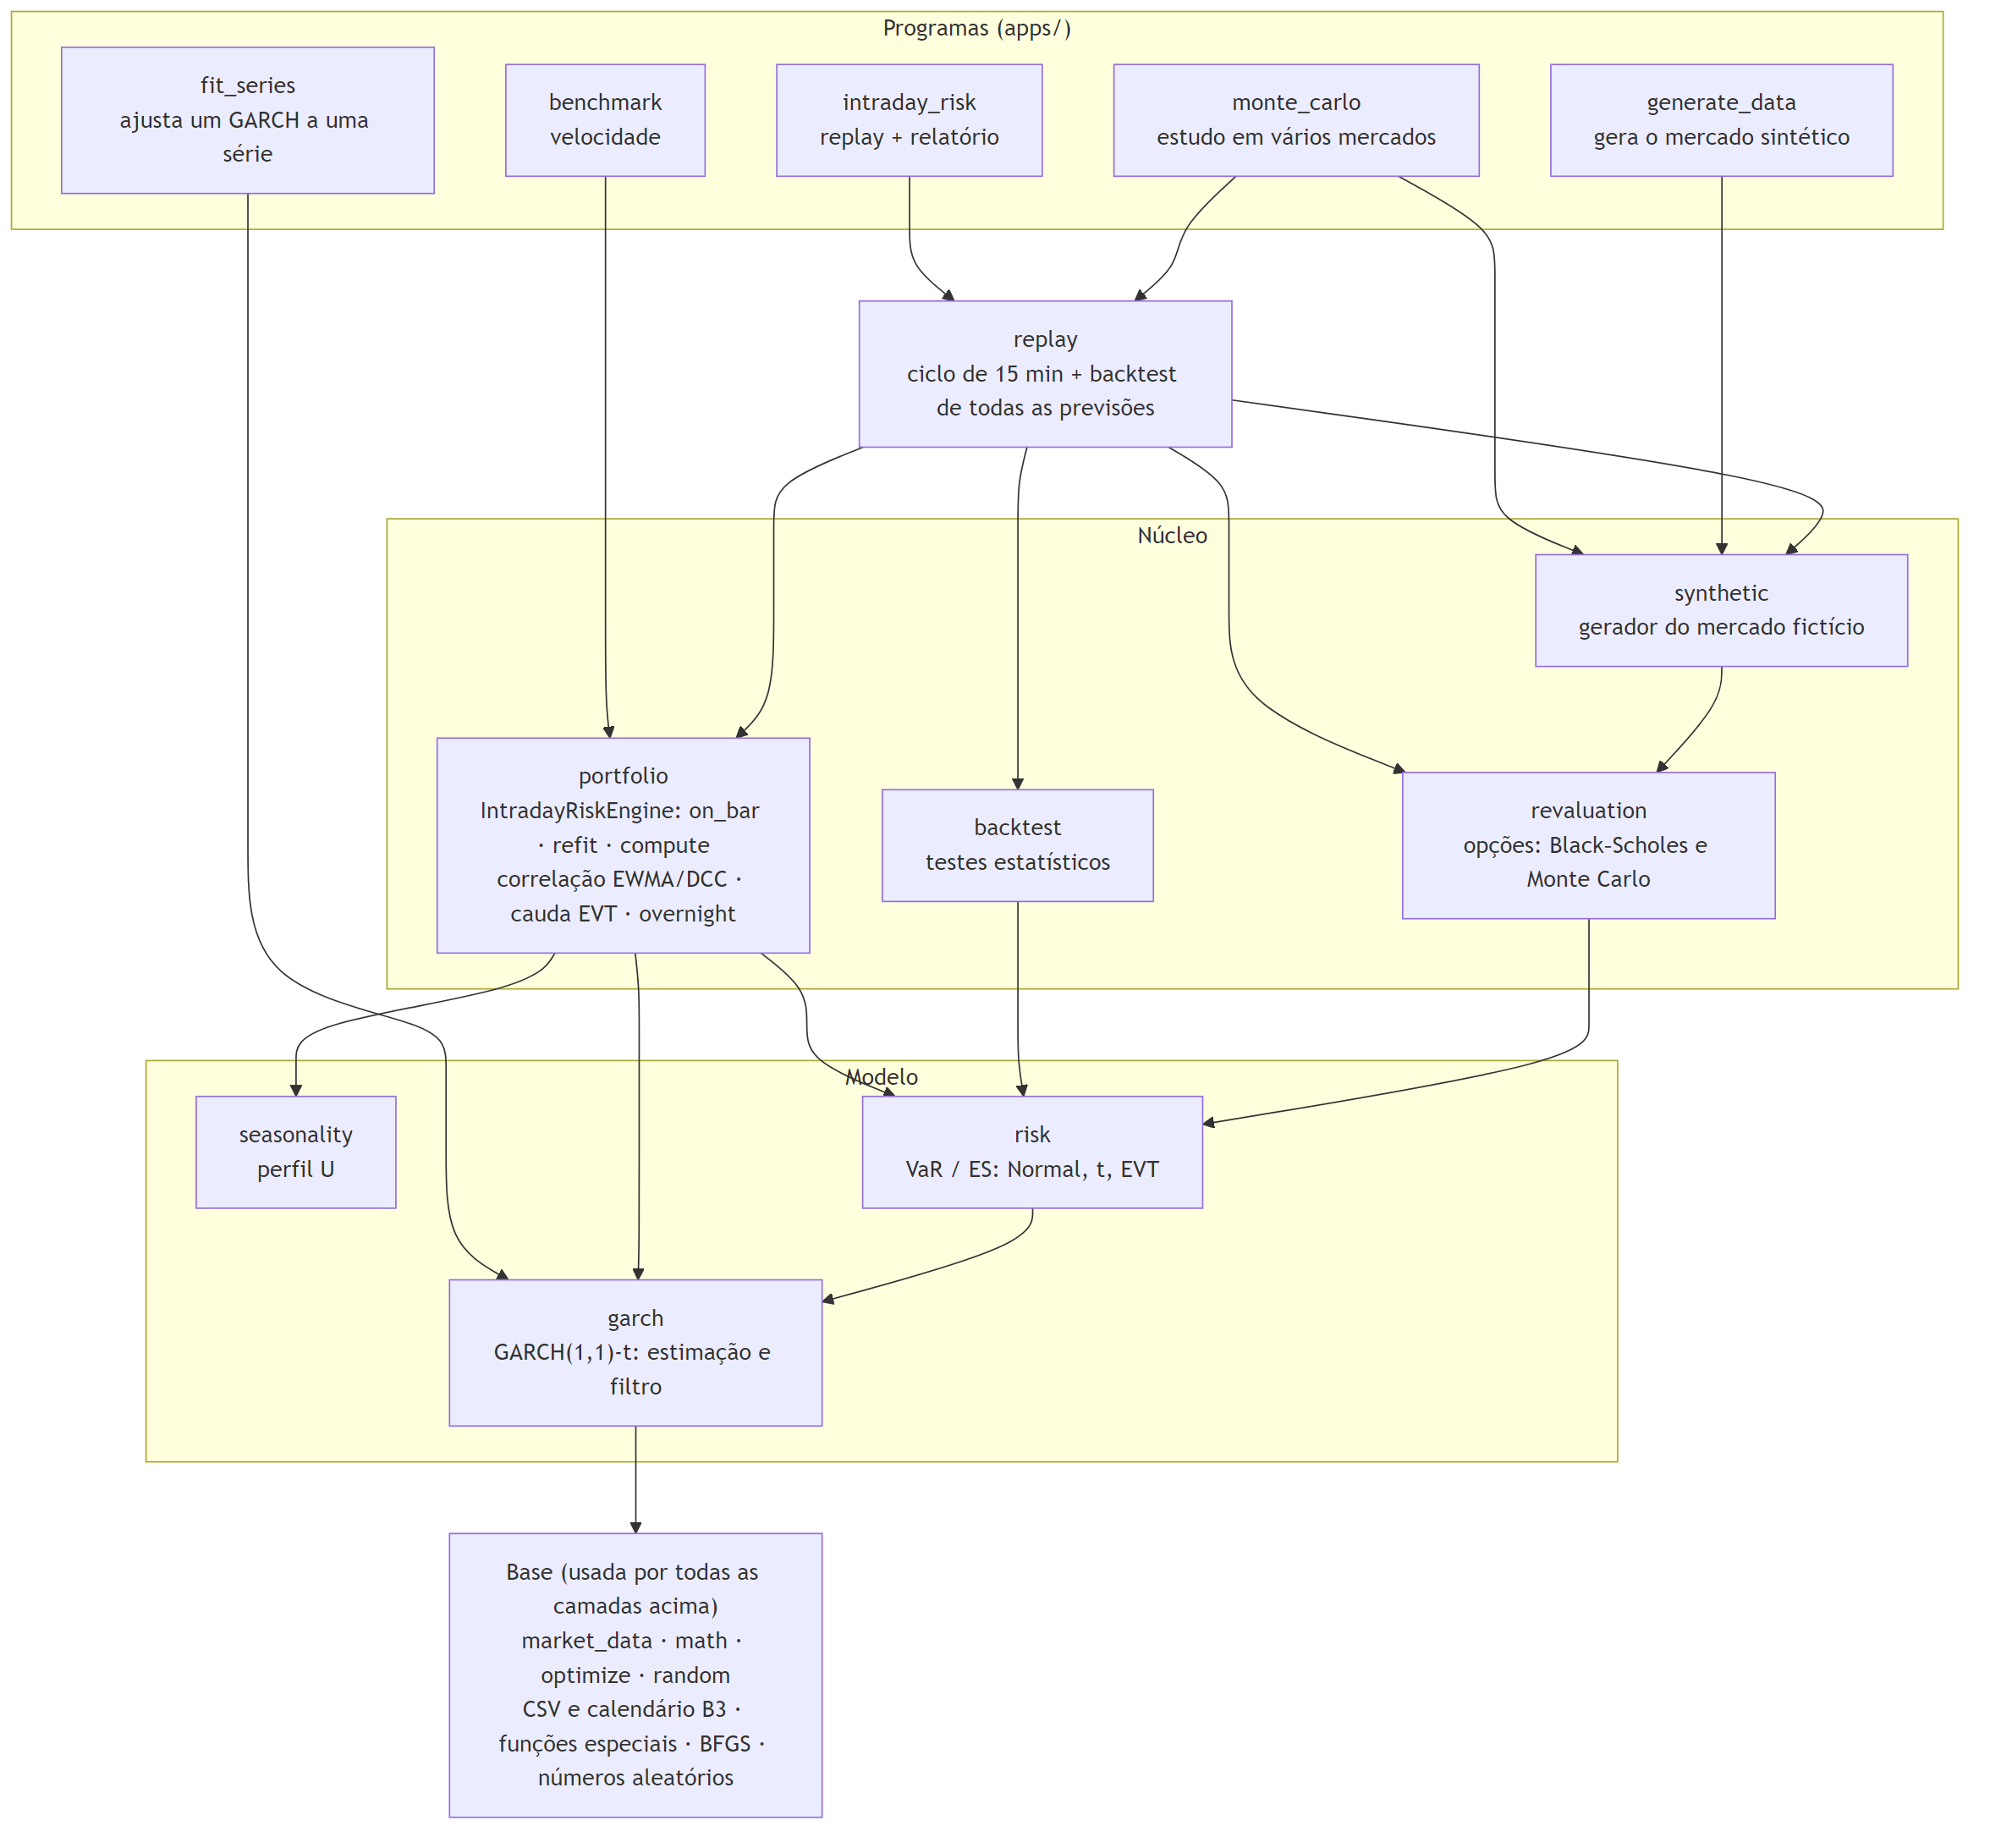 Programas (apps/)
fit_series
ajusta um GARCH a uma
série
benchmark
velocidade
intraday_risk
replay + relatório
monte_carlo
estudo em vários mercados
generate_data
gera o mercado sintético
replay
ciclo de 15 min + backtest
de todas as previsões
Núcleo
synthetic
gerador do mercado fictício
portfolio
IntradayRiskEngine: on_bar
· refit · compute
correlação EWMA/DCC ·
cauda EVT · overnight
backtest
testes estatísticos
revaluation
opções: Black-Scholes e
Monte Carlo
Modelo
seasonality
perfil U
risk
VaR / ES: Normal, t, EVT
garch
GARCH(1,1)-t: estimação e
filtro
Base (usada por todas as
camadas acima)
market_data · math ·
optimize · random
CSV e calendário B3 ·
funções especiais · BFGS ·
números aleatórios